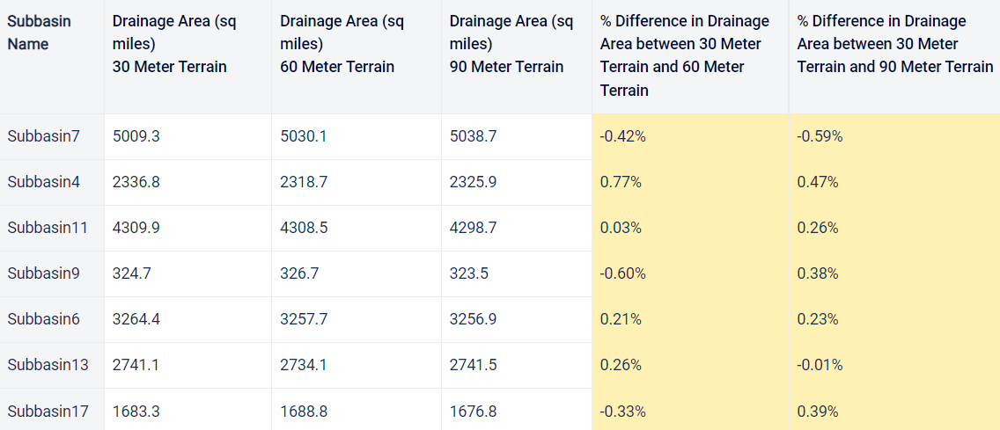 Subbasin Name
Drainage Area (sq miles) 30 Meter Terrain
Drainage Area (sq miles) 60 Meter Terrain
Drainage Area (sq miles) 90 Meter Terrain
% Difference in Drainage Area between 30 Meter Terrain and 60 Meter Terrain
% Difference in Drainage Area between 30 Meter Terrain and 90 Meter Terrain
Subbasin7 5009.3 5030.1 5038.7 -0.42% -0.59%
Subbasin4 2336.8 2318.7 2325.9 0.77% 0.47%
Subbasin11 4309.9 4308.5 4298.7 0.03% 0.26%
Subbasin9 324.7 326.7 323.5 -0.60% 0.38%
Subbasin6 3264.4 3257.7 3256.9 0.21% 0.23%
Subbasin13 2741.1 2734.1 2741.5 0.26% -0.01%
Subbasin17 1683.3 1688.8 1676.8 -0.33% 0.39%